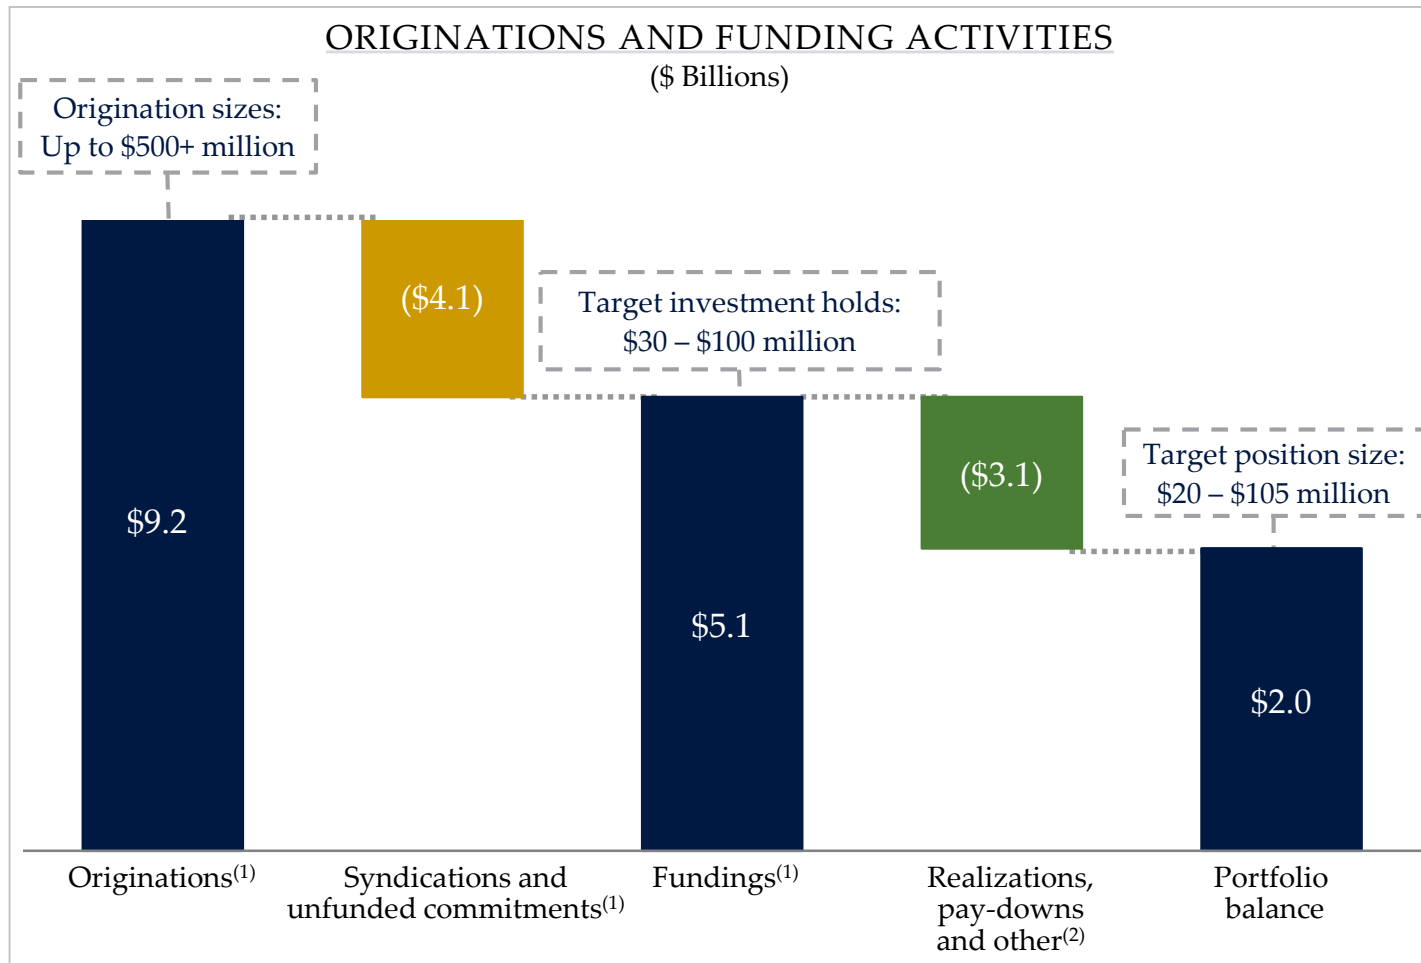 ORIGINATIONS AND FUNDING ACTIVITIES
($ Billions)
Origination sizes:
Up to $500+ million
($4.1)
Target investment holds:
$30 – $100 million
($3.1)
Target position size:
$20 – $105 million
$9.2
$5.1
$2.0
Originations(1)
Syndications and
unfunded commitments(1)
Fundings(1)
Realizations,
pay-downs
and other(2)
Portfolio
balance